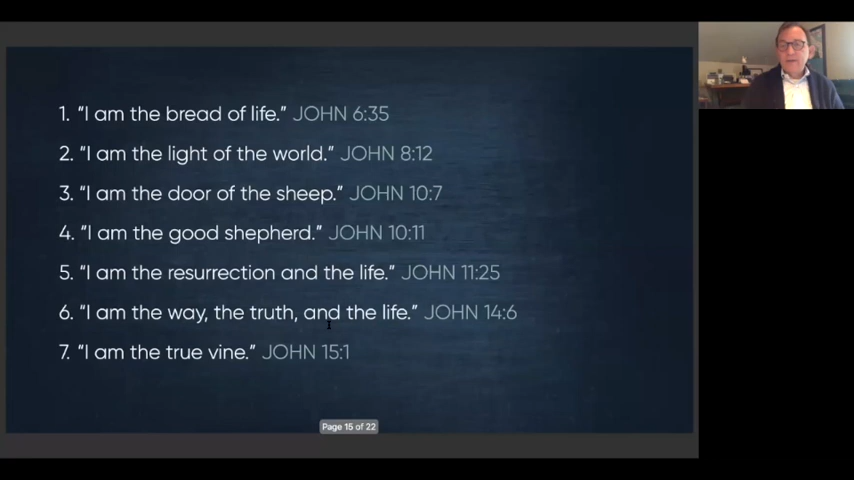 1. “I am the bread of life.” JOHN 6:35
2. “I am the light of the world.” JOHN 8:12
3. “I am the door of the sheep.” JOHN 10:7
4. “I am the good shepherd.” JOHN 10:11
5. “I am the resurrection and the life.” JOHN 11:25
6. “I am the way, the truth, and the life.” JOHN 14:6
7. “I am the true vine.” JOHN 15:1
Page 15 of 22